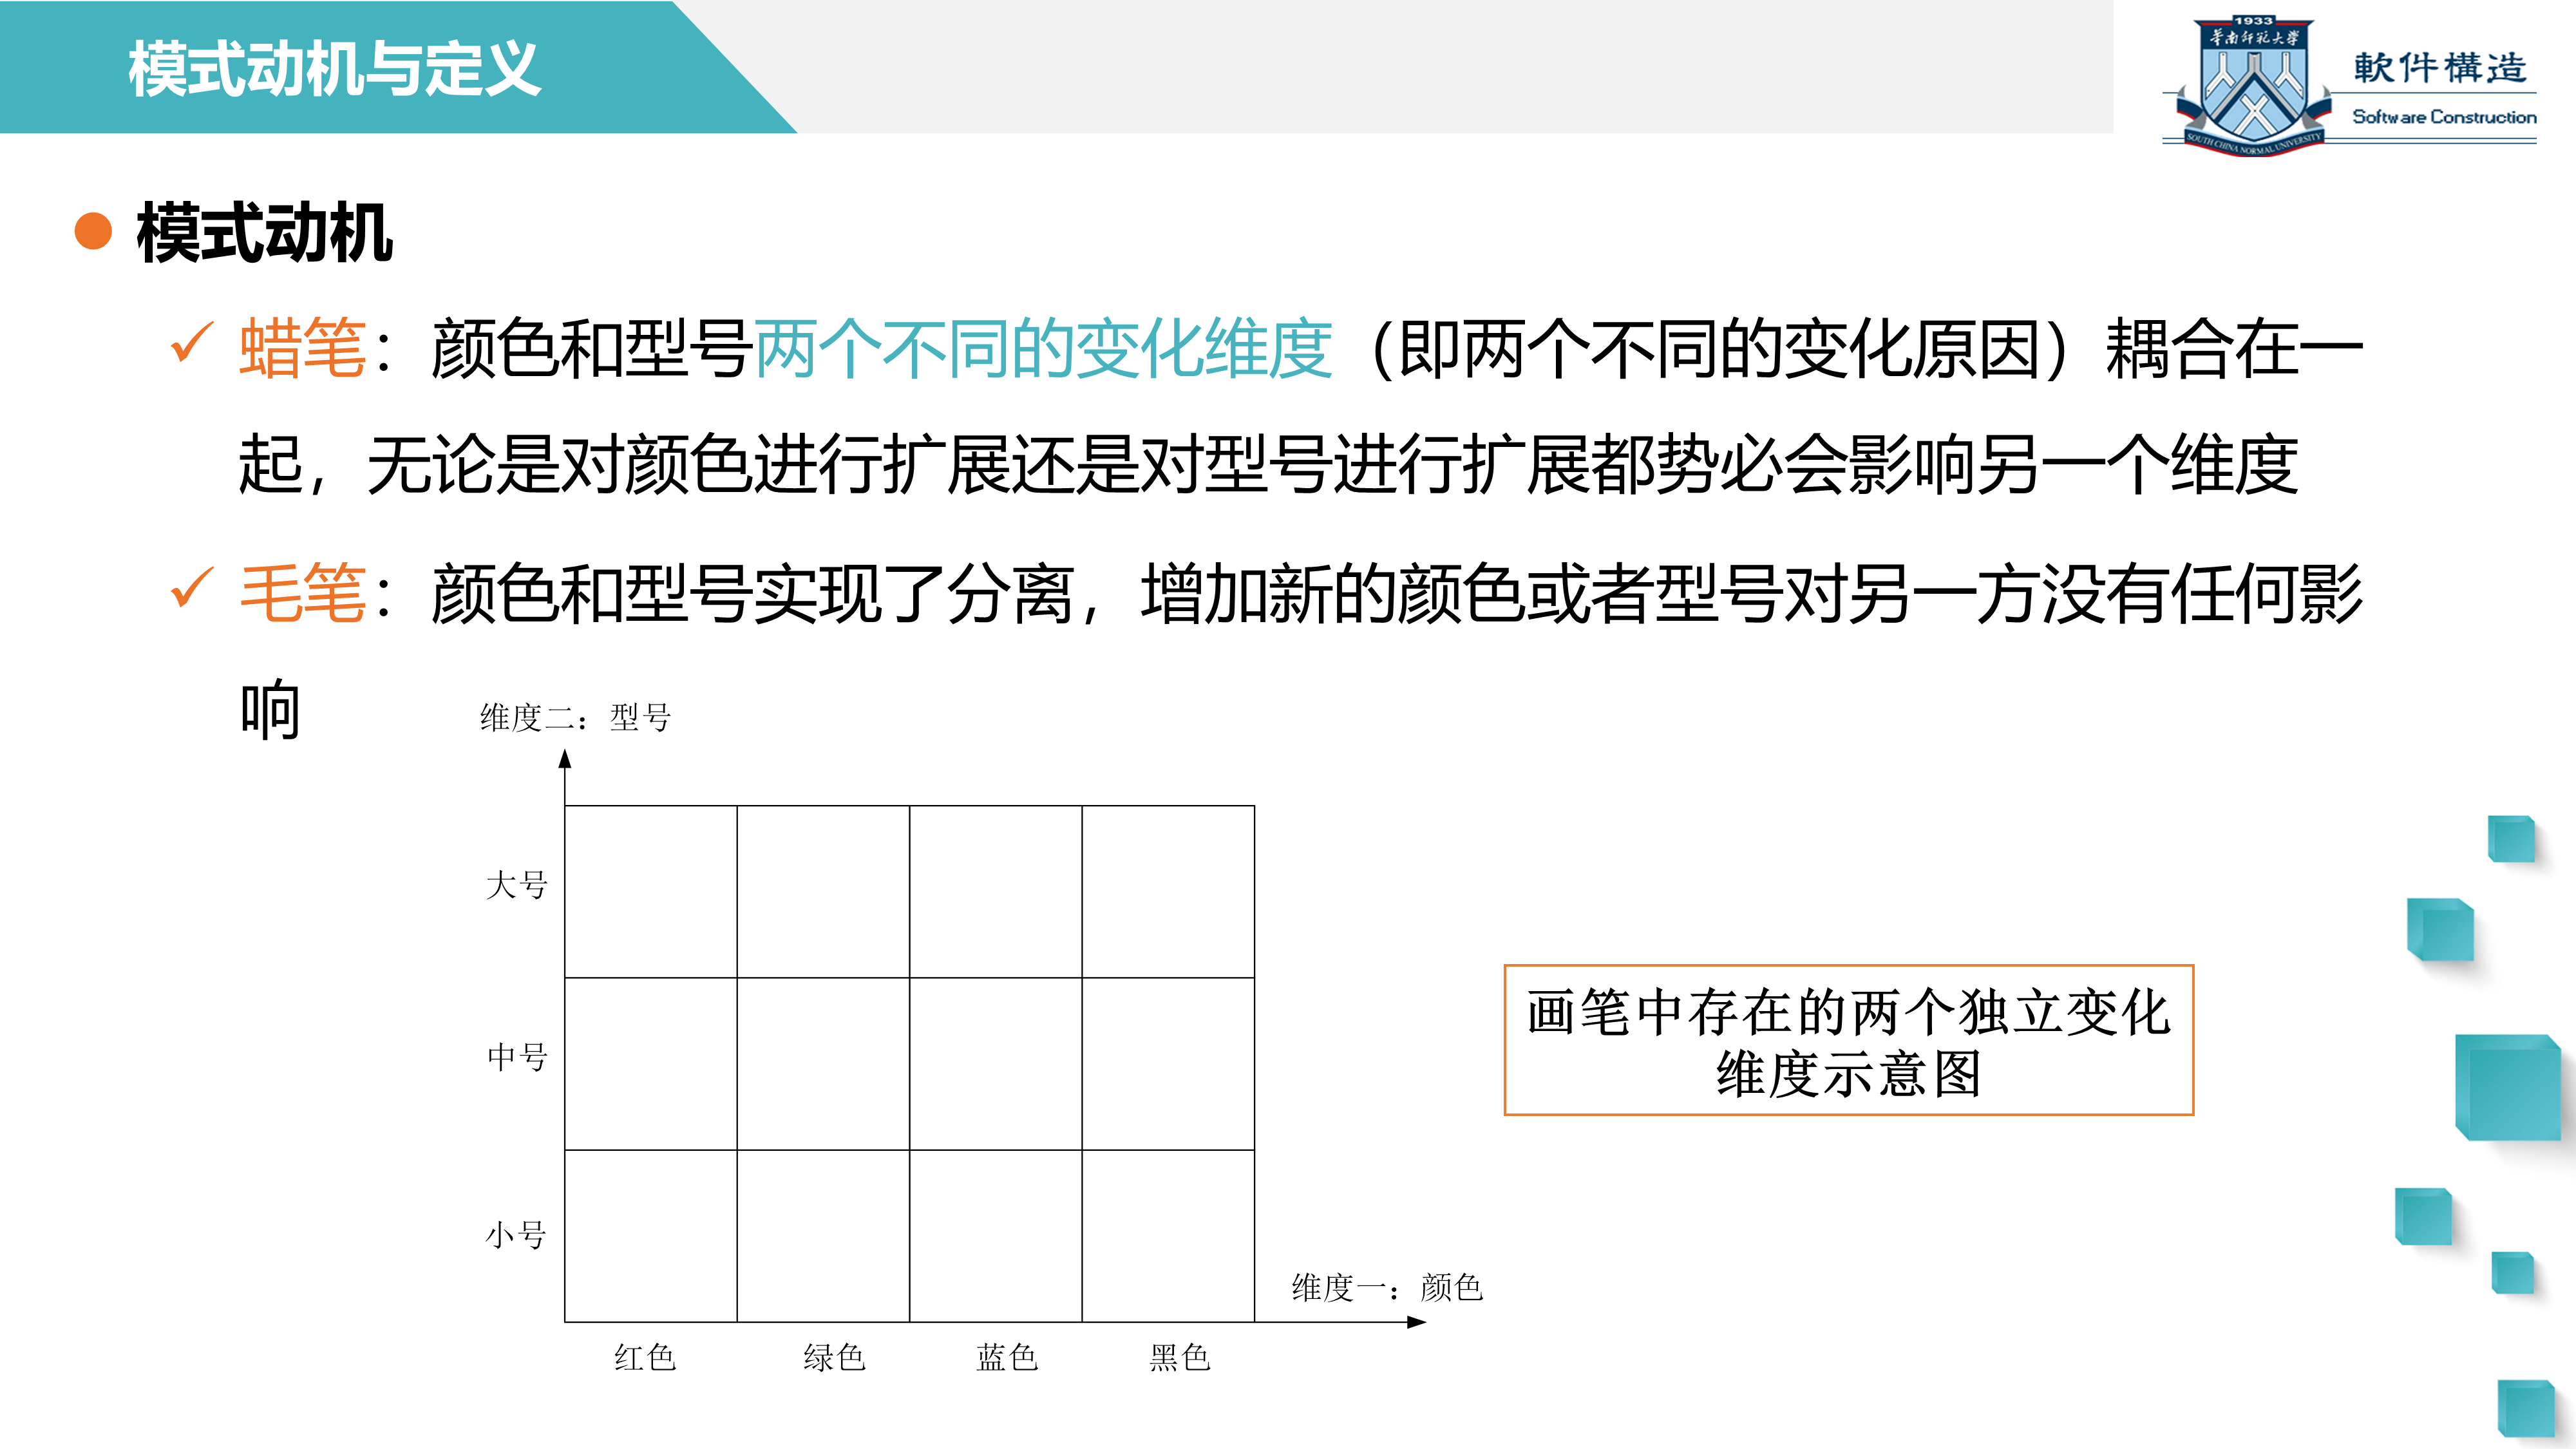 模式动机与定义
1933
华南师范大学
SOUTH CHINA NORMAL UNIVERSITY
軟件構造
Software Construction
模式动机
蜡笔：颜色和型号两个不同的变化维度（即两个不同的变化原因）耦合在一
起，无论是对颜色进行扩展还是对型号进行扩展都势必会影响另一个维度
毛笔：颜色和型号实现了分离，增加新的颜色或者型号对另一方没有任何影
响
维度二：型号
大号
中号
小号
维度一：颜色
红色
绿色
蓝色
黑色
画笔中存在的两个独立变化
维度示意图